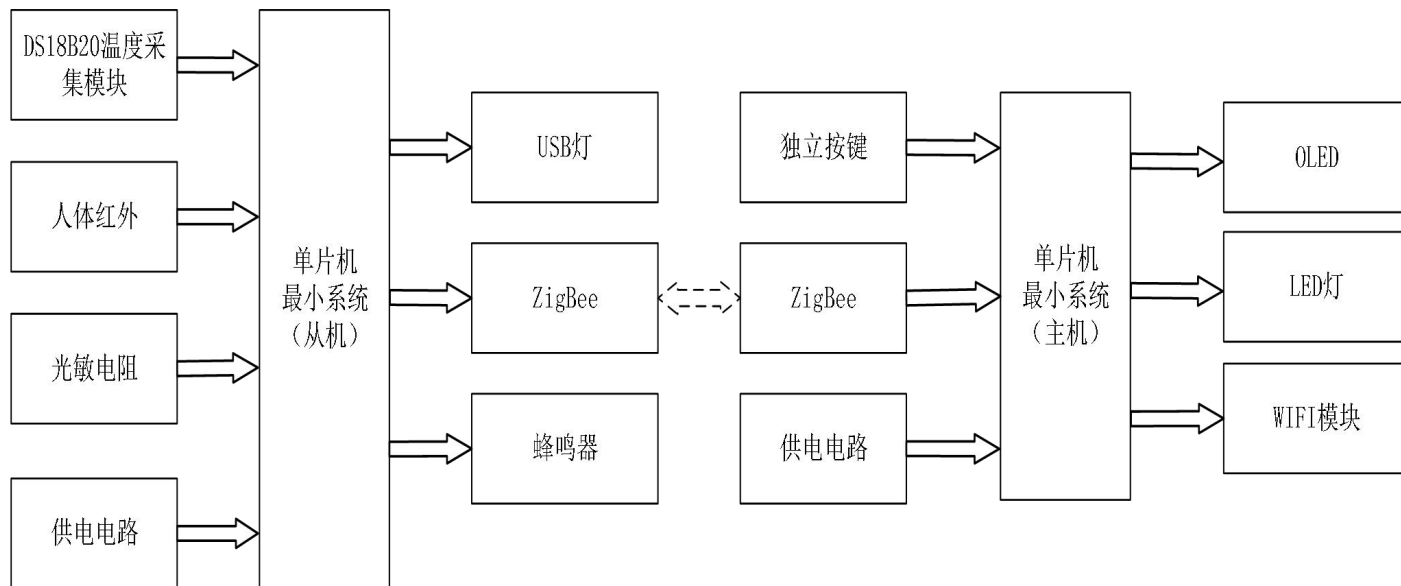 DS18B20温度采
集模块
人体红外
光敏电阻
供电电路
单片机
最小系统
（从机）
USB灯
ZigBee
蜂鸣器
独立按键
ZigBee
供电电路
单片机
最小系统
（主机）
OLED
LED灯
WIFI模块